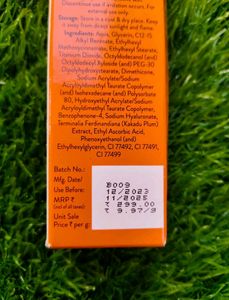 Discontinue use if irritation occurs. For
external use only.
Storage: Store in a cool & dry place. Keep
away from direct sunlight and flame.
Ingredients: Aqua, Glycerin, C12-15
Alkyl Benzoate, Ethylhexyl
Methoxycinnamate, Ethylhexyl Stearate,
Titanium Dioxide, Octyldodecanol (and)
Octyldodecyl Xyloside (and) PEG-30
Dipolyhydroxystearate, Dimethicone,
Sodium Acrylate/Sodium
Acryloyldimethyl Taurate Copolymer
(and) Isohexadecane (and) Polysorbate
80, Hydroxyethyl Acrylate/Sodium
Acryloyldimethyl Taurate Copolymer,
Benzophenone-4, Sodium Hyaluronate,
Terminalia Ferdinandiana (Kakadu Plum)
Extract, Ethyl Ascorbic Acid,
Phenoxyethanol (and)
Ethylhexylglycerin, CI 77492, CI 77491,
CI 77499
Batch No.: B009
Mfg. Date: 12/2023
Use Before: 11/2025
MRP ₹ ₹ 299.00
(incl. of all taxes):
Unit Sale ₹ 9.97/g
Price ₹ per g: